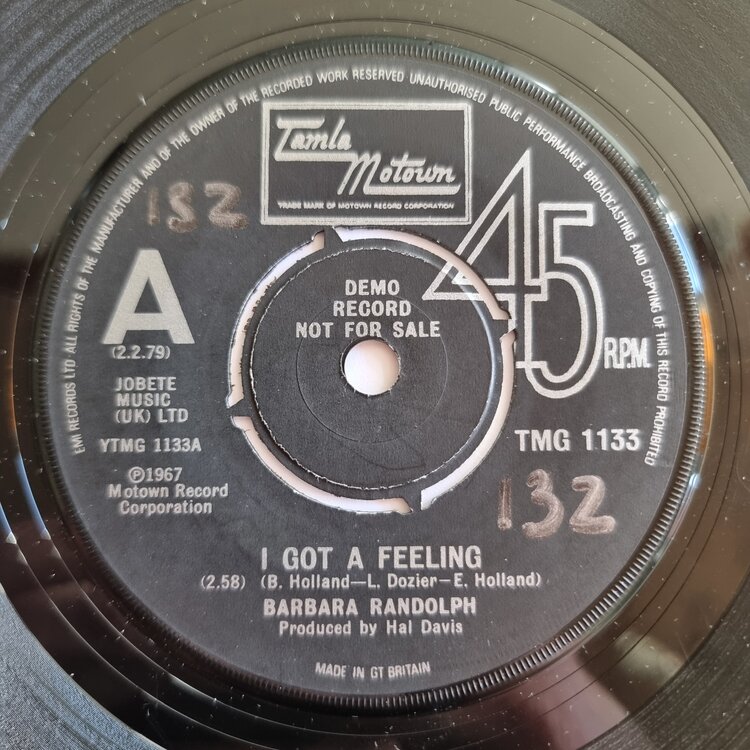 EMI RECORDS LTD ALL RIGHTS OF THE MANUFACTURER AND OF THE OWNER OF THE RECORDED WORK RESERVED UNAUTHORISED PUBLIC PERFORMANCE BROADCASTING AND COPYING OF THIS RECORD PROHIBITED
Tamla
Motown
TRADE MARK OF MOTOWN RECORD CORPORATION
182
45
R.P.M.
A
(2.2.79)
DEMO
RECORD
NOT FOR SALE
JOBETE
MUSIC
(UK) LTD
YTMG 1133A
TMG 1133
℗1967
Motown Record
Corporation
132
I GOT A FEELING
(2.58) (B. Holland—L. Dozier—E. Holland)
BARBARA RANDOLPH
Produced by Hal Davis
MADE IN GT BRITAIN